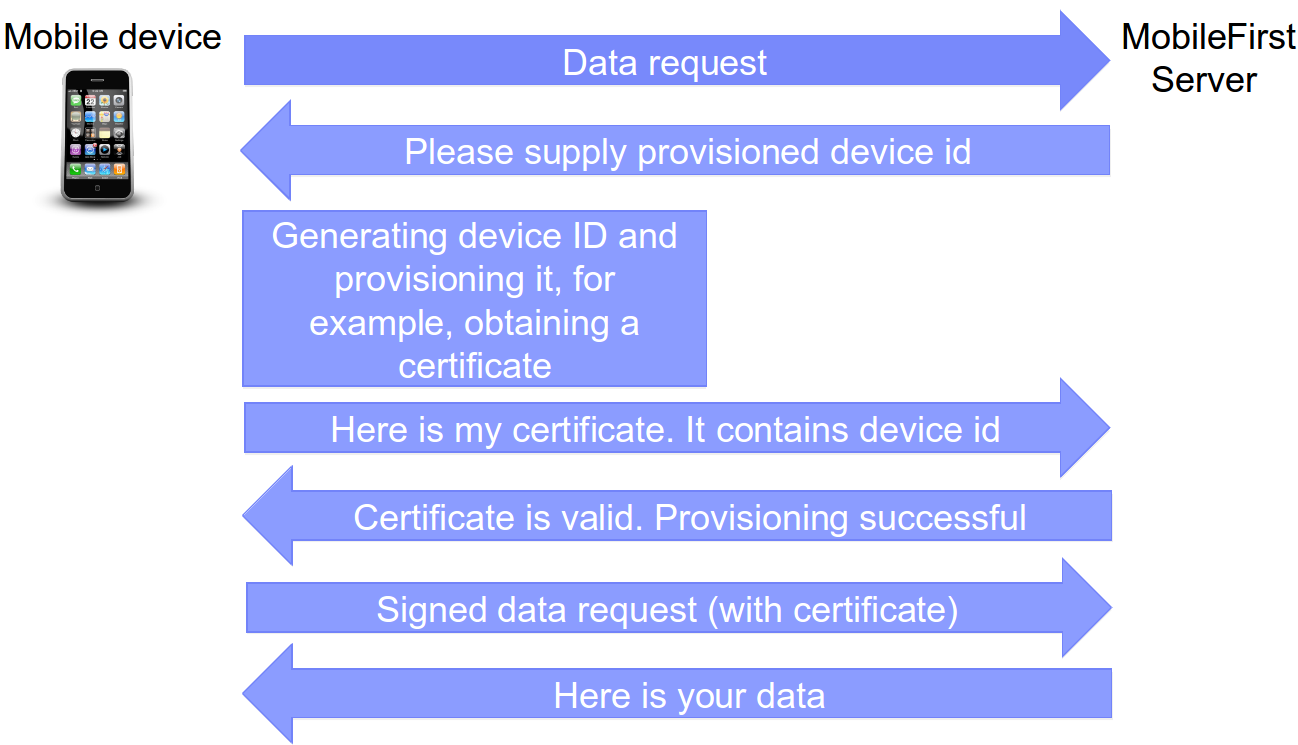 Mobile device
MobileFirst
Server
Data request
Please supply provisioned device id
Generating device ID and
provisioning it, for
example, obtaining a
certificate
Here is my certificate. It contains device id
Certificate is valid. Provisioning successful
Signed data request (with certificate)
Here is your data